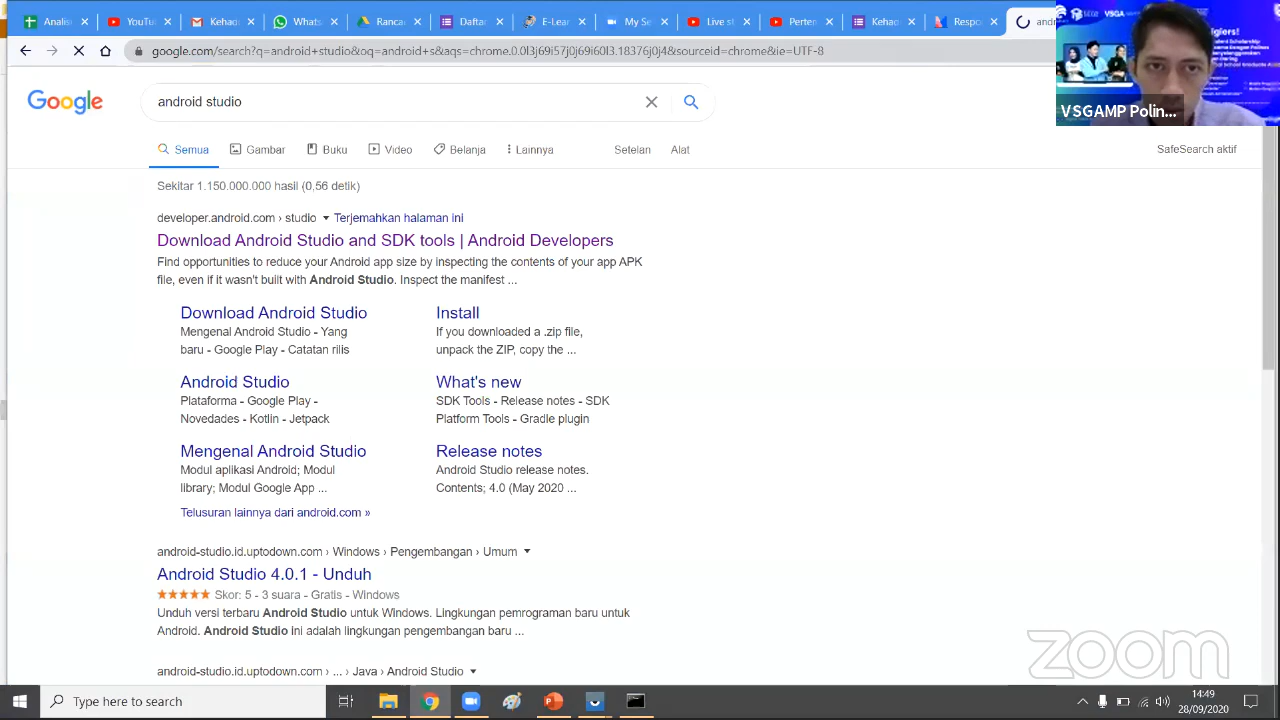 Analis
YouTu
Kehad
Whats
Ranca
Daftar
E-Lear
My Se
Live st
Perten
Kehad
Respo
and
google.com/search?q=android+studio&oq=android+s&aqs=chrome.0.0l3j69i57j0j69i60l3.18376j0j4&sourceid=chrome&ie=UTF-8
VSGA
VSGAMP Polin...
Google
android studio
Semua
Gambar
Buku
Video
Belanja
Lainnya
Setelan
Alat
SafeSearch aktif
Sekitar 1.150.000.000 hasil (0,56 detik)
developer.android.com › studio
Terjemahkan halaman ini
Download Android Studio and SDK tools | Android Developers
Find opportunities to reduce your Android app size by inspecting the contents of your app APK
file, even if it wasn't built with Android Studio. Inspect the manifest ...
Download Android Studio
Mengenal Android Studio - Yang
baru - Google Play - Catatan rilis
Install
If you downloaded a .zip file,
unpack the ZIP, copy the ...
Android Studio
Plataforma - Google Play -
Novedades - Kotlin - Jetpack
What's new
SDK Tools - Release notes - SDK
Platform Tools - Gradle plugin
Mengenal Android Studio
Modul aplikasi Android; Modul
library; Modul Google App ...
Release notes
Android Studio release notes.
Contents; 4.0 (May 2020 ...
Telusuran lainnya dari android.com »
android-studio.id.uptodown.com › Windows › Pengembangan › Umum
Android Studio 4.0.1 - Unduh
Skor: 5 - 3 suara - Gratis - Windows
Unduh versi terbaru Android Studio untuk Windows. Lingkungan pemrograman baru untuk
Android. Android Studio ini adalah lingkungan pengembangan baru ...
android-studio.id.uptodown.com › ... › Java › Android Studio
zoom
Type here to search
14:49
28/09/2020